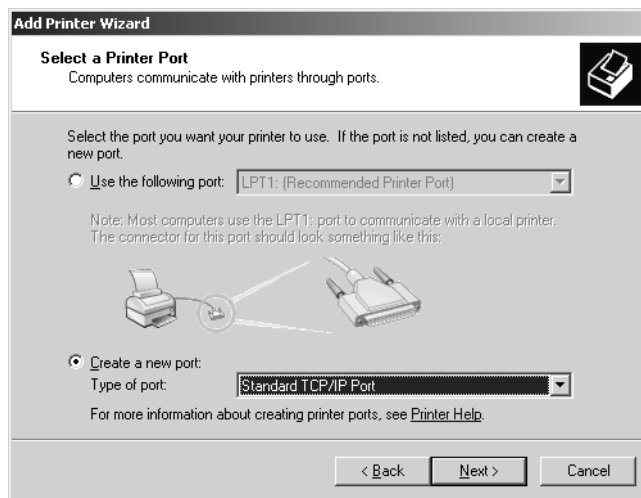 Add Printer Wizard
Select a Printer Port
Computers communicate with printers through ports.
Select the port you want your printer to use. If the port is not listed, you can create a
new port.
Use the following port: LPT1: (Recommended Printer Port)
Note: Most computers use the LPT1: port to communicate with a local printer.
The connector for this port should look something like this:
Create a new port:
Type of port: Standard TCP/IP Port
For more information about creating printer ports, see Printer Help.
< Back Next > Cancel